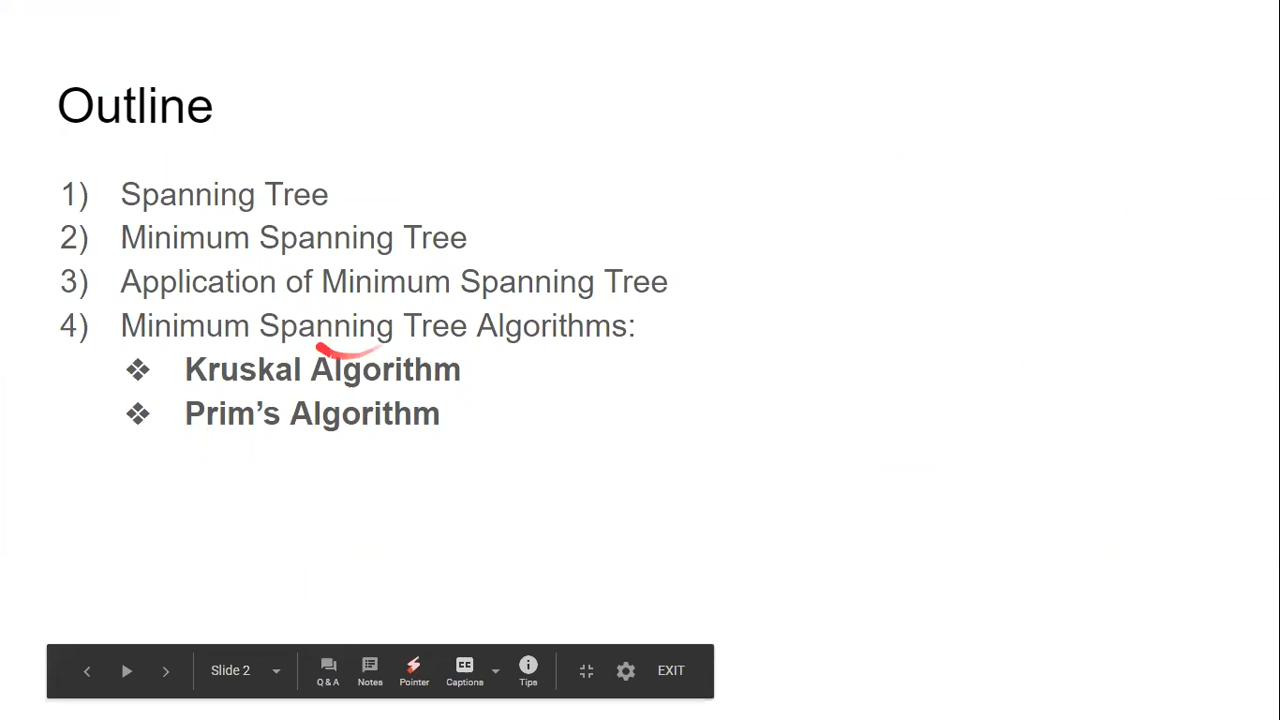 Outline
1) Spanning Tree
2) Minimum Spanning Tree
3) Application of Minimum Spanning Tree
4) Minimum Spanning Tree Algorithms:
❖ Kruskal Algorithm
❖ Prim’s Algorithm
Slide 2 Q & A Notes Pointer CC Captions Tips EXIT